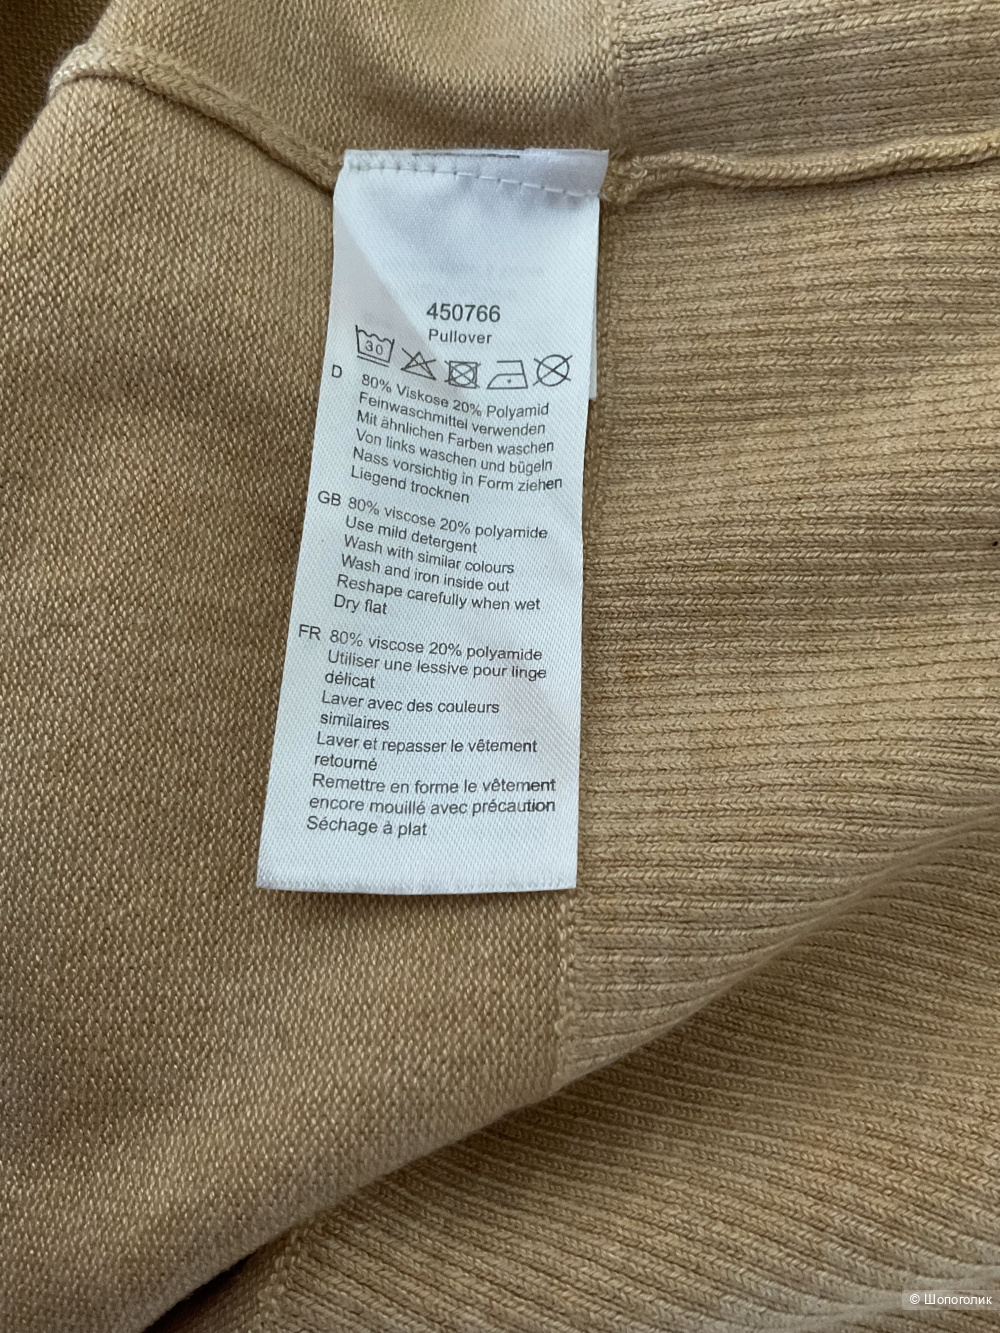 450766
Pullover
30
D 80% Viskose 20% Polyamid
Feinwaschmittel verwenden
Mit ähnlichen Farben waschen
Von links waschen und bügeln
Nass vorsichtig in Form ziehen
Liegend trocknen
GB 80% viscose 20% polyamide
Use mild detergent
Wash with similar colours
Wash and iron inside out
Reshape carefully when wet
Dry flat
FR 80% viscose 20% polyamide
Utiliser une lessive pour linge
délicat
Laver avec des couleurs
similaires
Laver et repasser le vêtement
retourné
Remettre en forme le vêtement
encore mouillé avec précaution
Séchage à plat
© Шопоголик